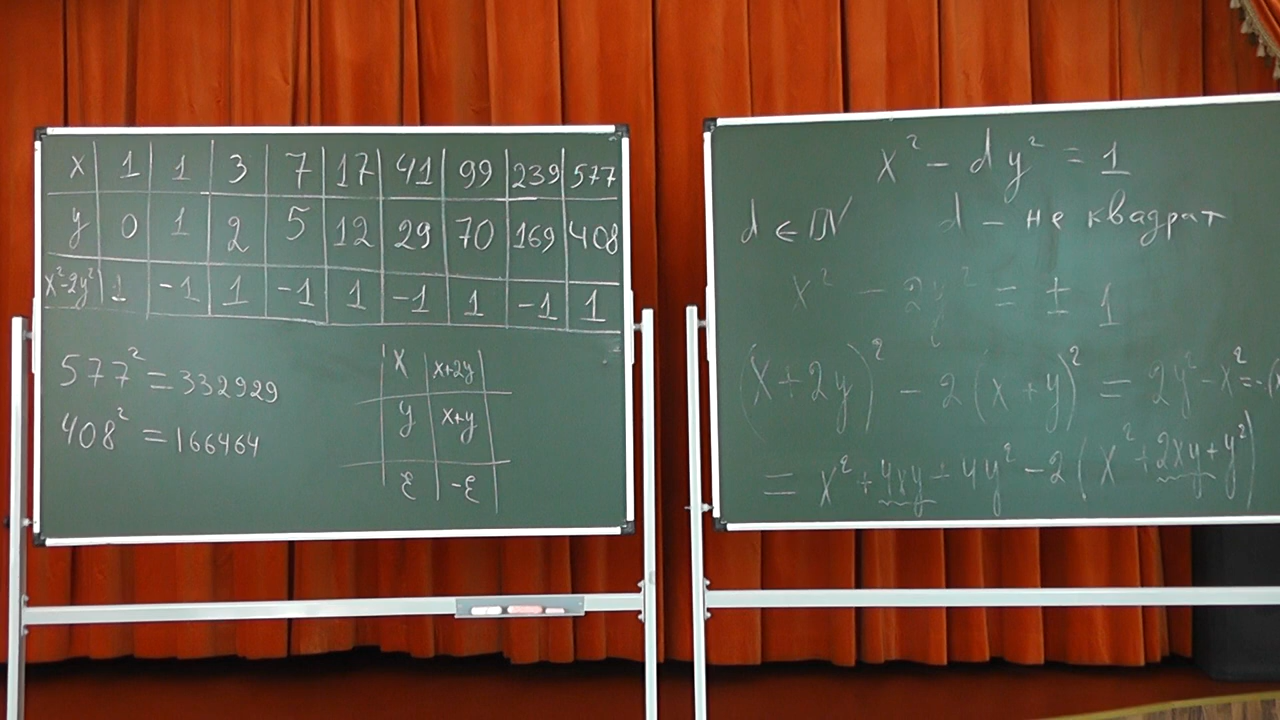 x 1 1 3 7 17 41 99 239 577
y 0 1 2 5 12 29 70 169 408
x²-2y² 1 -1 1 -1 1 -1 1 -1 1
577² = 332929
408² = 166464
x x+2y
y x+y
ε -ε
x² - dy² = 1
d ∈ ℕ d - не квадрат
x² - 2y² = ± 1
(x+2y)² - 2(x+y)² = 2y² - x² = -(x
= x² + 4xy + 4y² - 2(x² + 2xy + y²)